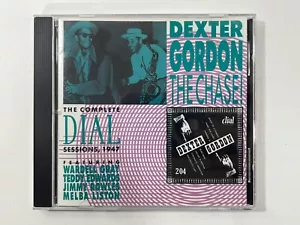 DEXTER
GORDON
THE CHASE!
THE COMPLETE
DIAL
SESSIONS, 1947
FEATURING
WARDELL GRAY
TEDDY EDWARDS
JIMMY ROWLES
MELBA LISTON
dial
DEXTER GORDON
204